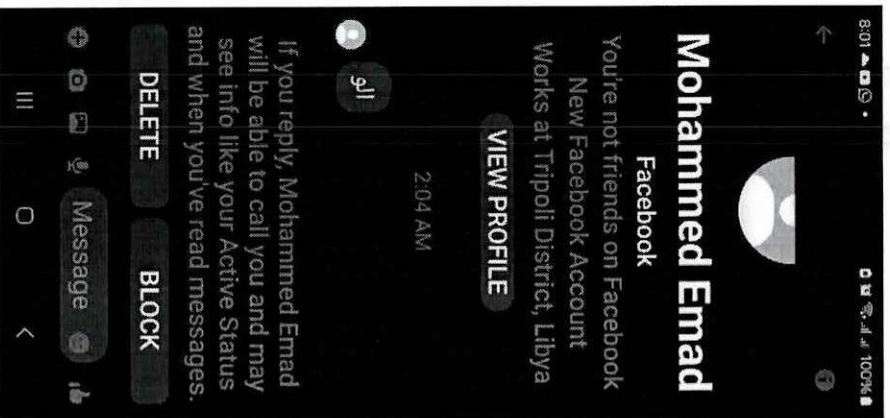 8:01
100%
Mohammed Emad
Facebook
You're not friends on Facebook
New Facebook Account
Works at Tripoli District, Libya
VIEW PROFILE
2:04 AM
الو
If you reply, Mohammed Emad
will be able to call you and may
see info like your Active Status
and when you've read messages.
DELETE
BLOCK
Message